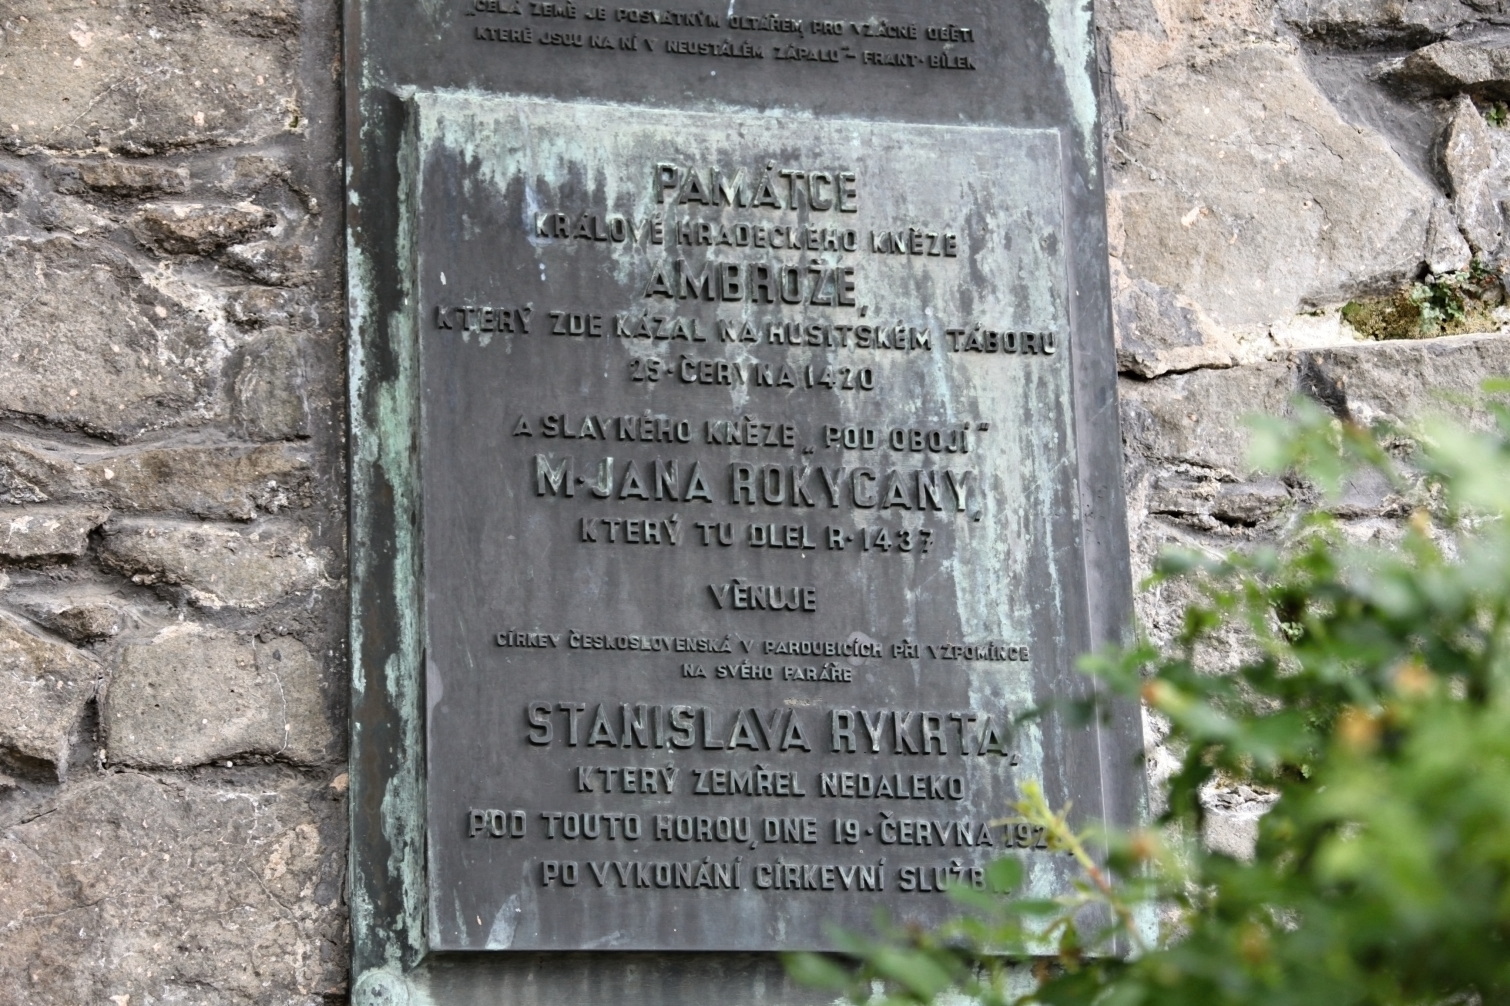 „CELÁ ZEMĚ JE POSVÁTNÝM OLTÁŘEM PRO VZÁCNÉ OBĚTI
KTERÉ JSOU NA NÍ V NEUSTÁLÉM ZÁPALU“ – FRANT · BÍLEK
PAMÁTCE
KRÁLOVÉ HRADECKÉHO KNĚZE
AMBROŽE,
KTERÝ ZDE KÁZAL NA HUSITSKÉM TÁBORU
25 · ČERVNA 1420
A SLAVNÉHO KNĚZE „POD OBOJÍ“
M · JANA ROKYCANY,
KTERÝ TU DLEL R · 1437
VĚNUJE
CÍRKEV ČESKOSLOVENSKÁ V PARDUBICÍCH PŘI VZPOMÍNCE
NA SVÉHO FARÁŘE
STANISLAVA RYKRTA,
KTERÝ ZEMŘEL NEDALEKO
POD TOUTO HOROU, DNE 19 · ČERVNA
PO VYKONÁNÍ CÍRKEVNÍ